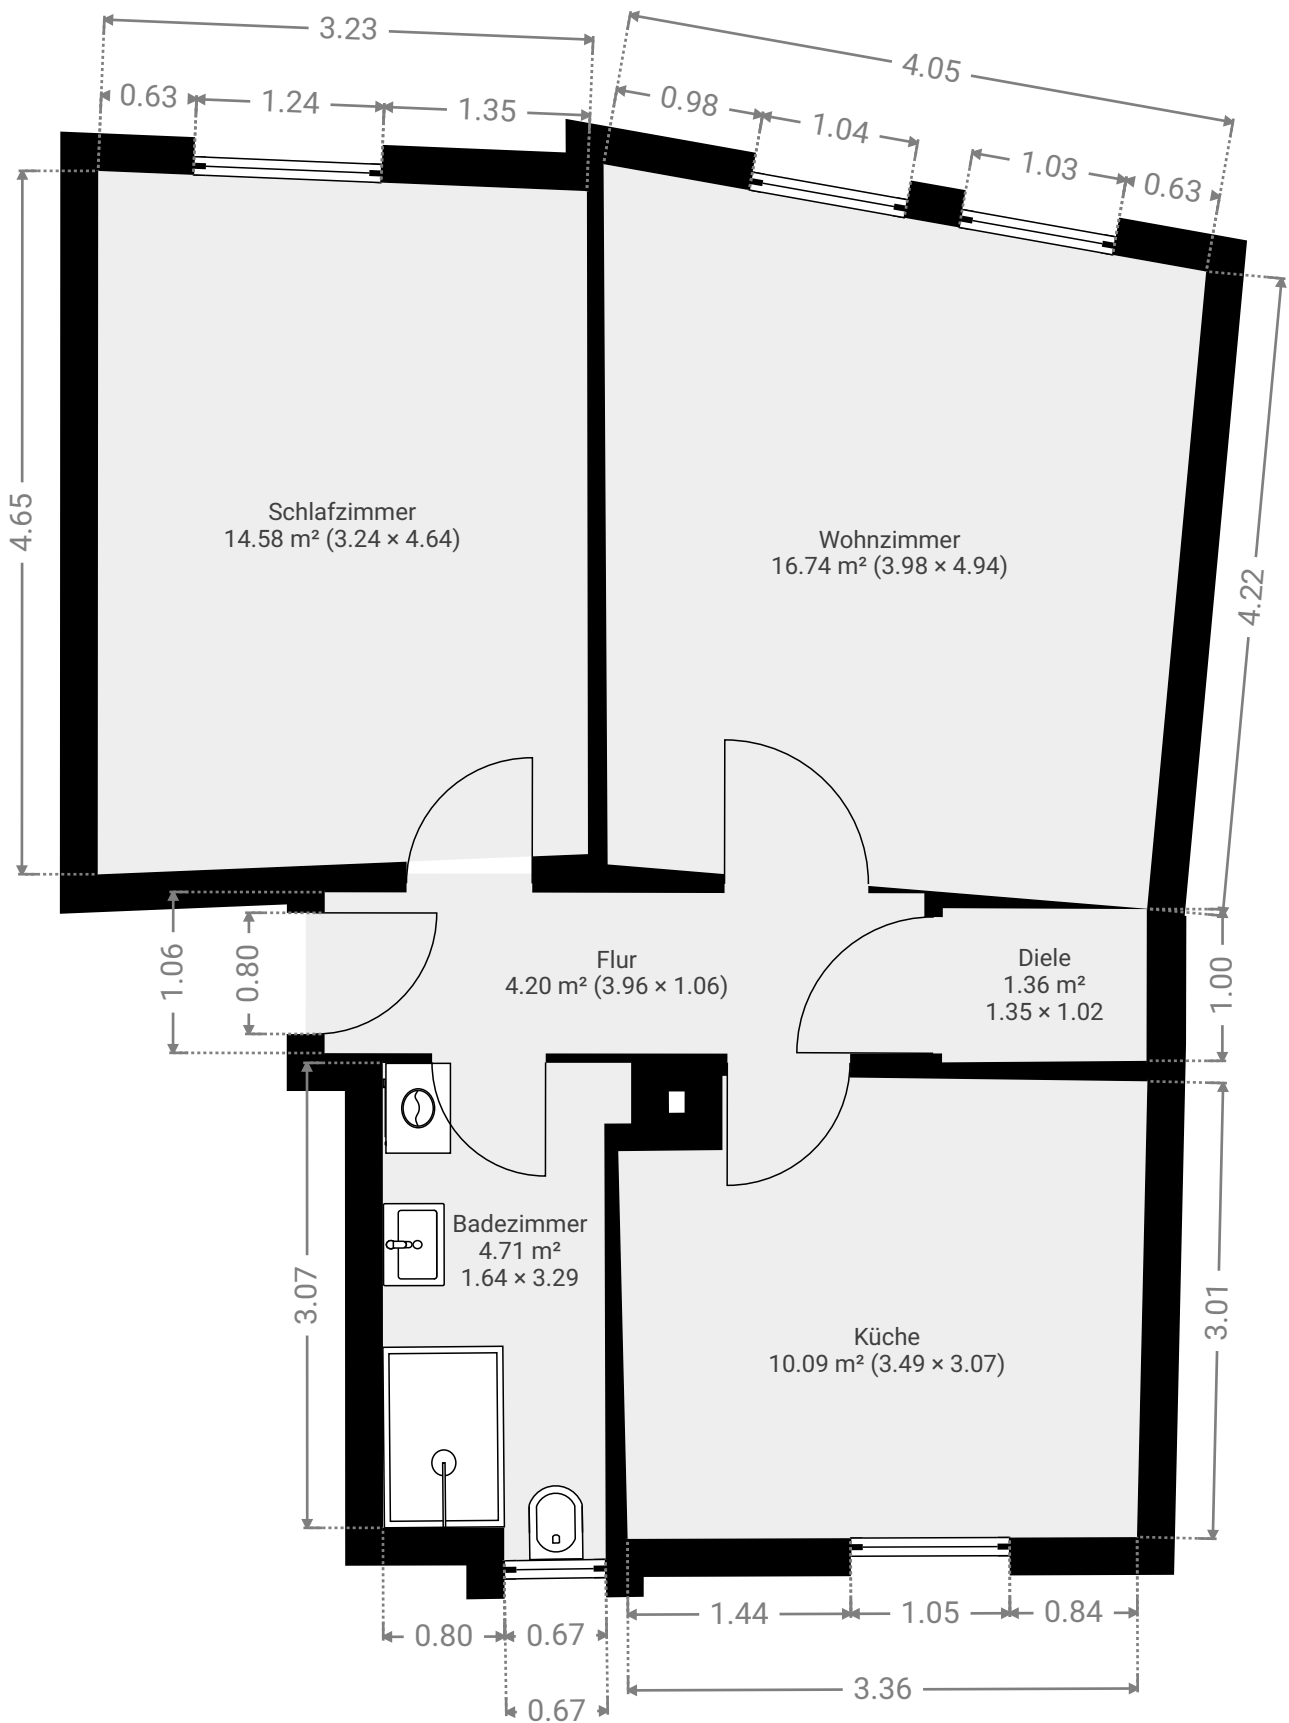 3.23
4.05
0.63
1.24
1.35
0.98
1.04
1.03
0.63
4.65
Schlafzimmer
14.58 m² (3.24 × 4.64)
Wohnzimmer
16.74 m² (3.98 × 4.94)
4.22
1.06
0.80
Flur
4.20 m² (3.96 × 1.06)
Diele
1.36 m²
1.35 × 1.02
1.00
3.07
Badezimmer
4.71 m²
1.64 × 3.29
Küche
10.09 m² (3.49 × 3.07)
3.01
0.80
0.67
1.44
1.05
0.84
0.67
3.36